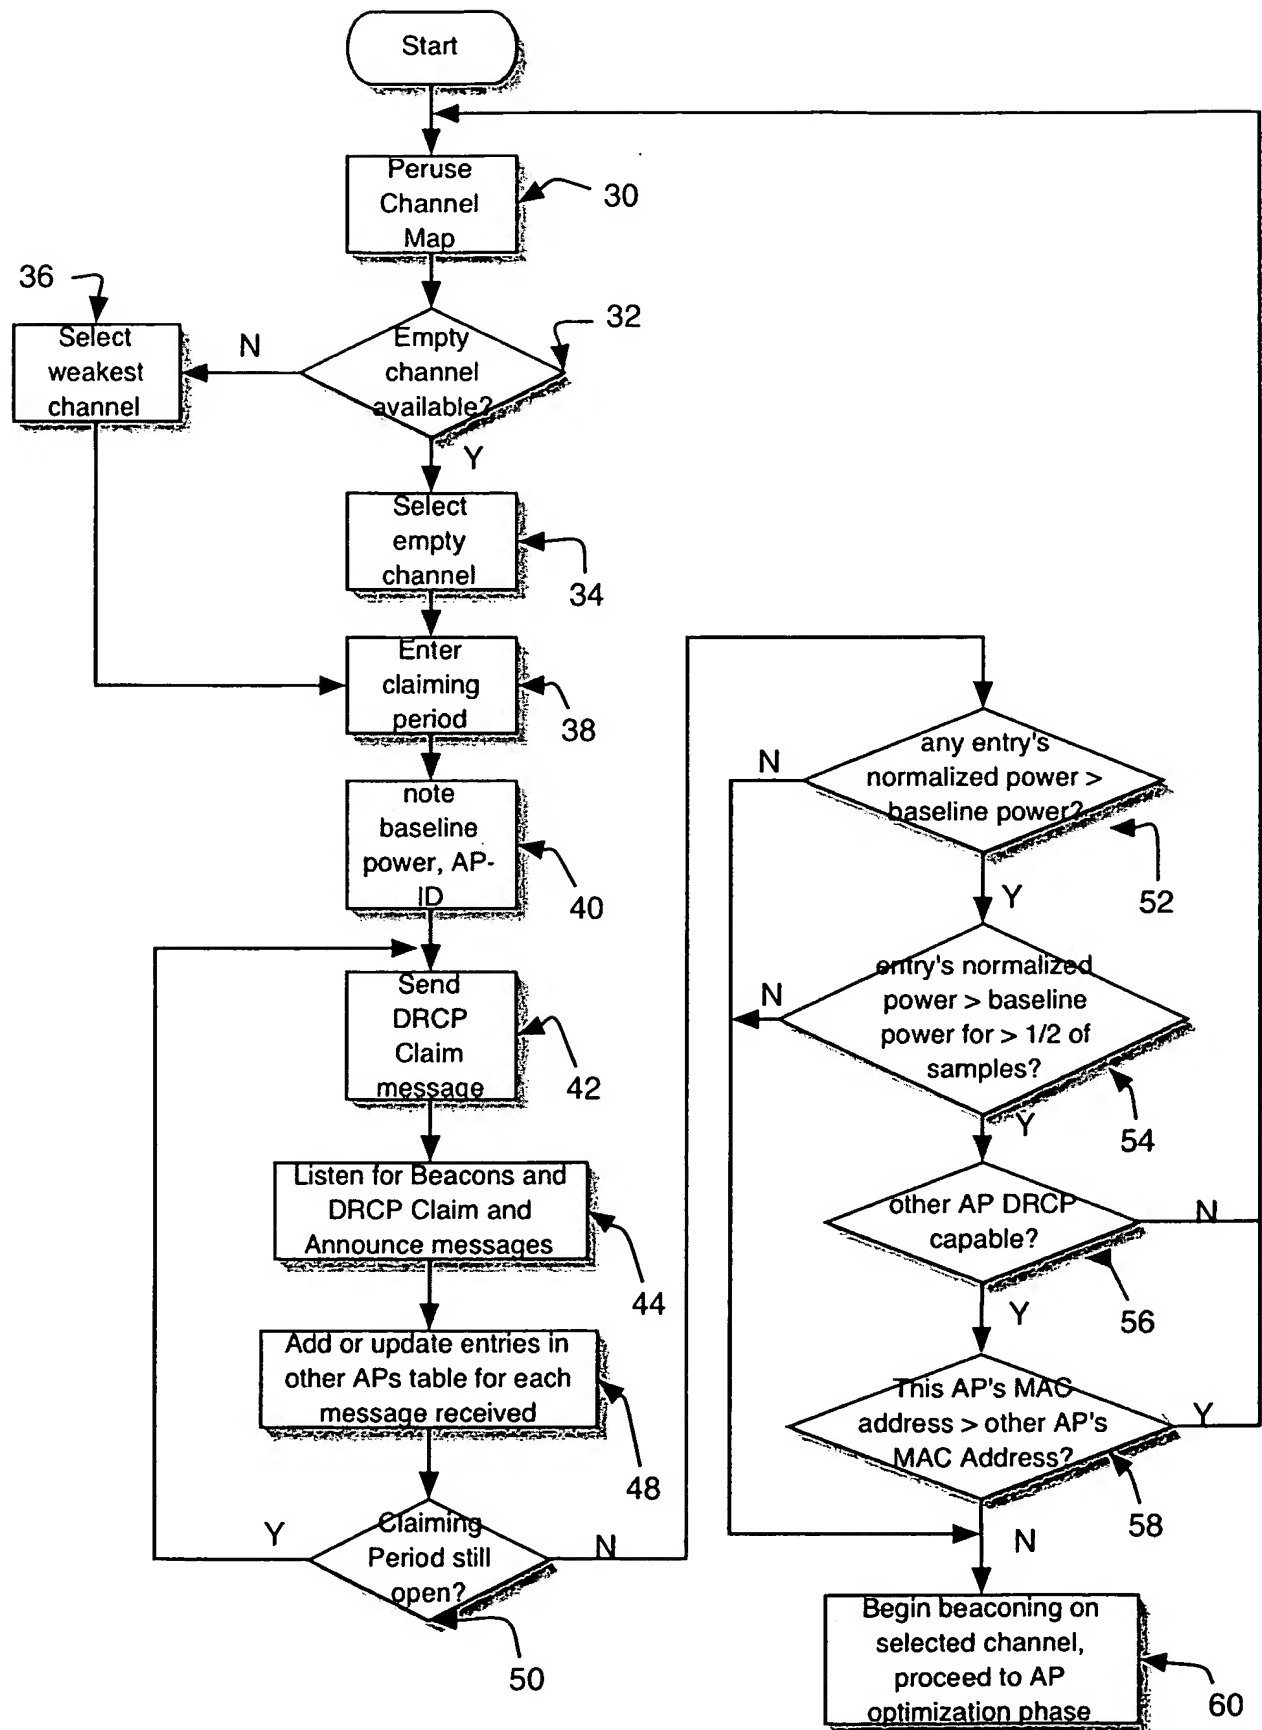 Start
Peruse
Channel
Map
30
36
Select
weakest
channel
N
Empty
channel
available?
32
Y
Select
empty
channel
34
Enter
claiming
period
38
note
baseline
power, AP-
ID
40
Send
DRCP
Claim
message
42
Listen for Beacons and
DRCP Claim and
Announce messages
44
Add or update entries in
other APs table for each
message received
48
Y
Claiming
Period still
open?
N
50
N
any entry's
normalized power >
baseline power?
52
Y
N
entry's normalized
power > baseline
power for > 1/2 of
samples?
54
Y
other AP DRCP
capable?
N
56
Y
This AP's MAC
address > other AP's
MAC Address?
Y
58
N
Begin beaconing on
selected channel,
proceed to AP
optimization phase
60